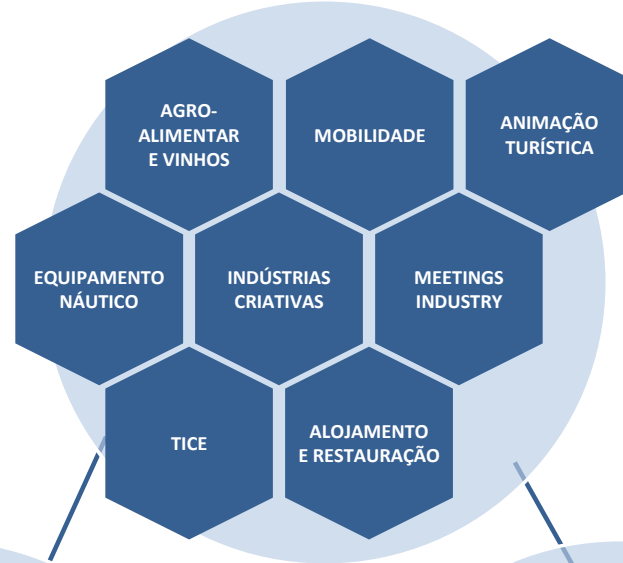 AGRO-
ALIMENTAR
E VINHOS
MOBILIDADE
ANIMAÇÃO
TURÍSTICA
EQUIPAMENTO
NÁUTICO
INDÚSTRIAS
CRIATIVAS
MEETINGS
INDUSTRY
TICE
ALOJAMENTO
E RESTAURAÇÃO